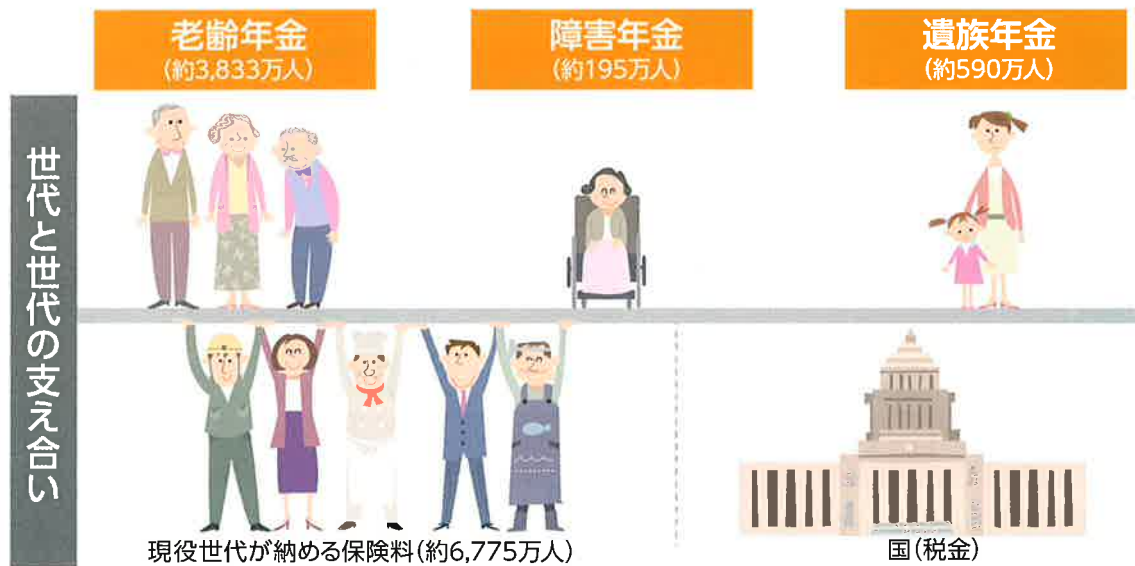 老齢年金
(約3,833万人)
障害年金
(約195万人)
遺族年金
(約590万人)
世代と世代の支え合い
現役世代が納める保険料(約6,775万人)
国(税金)